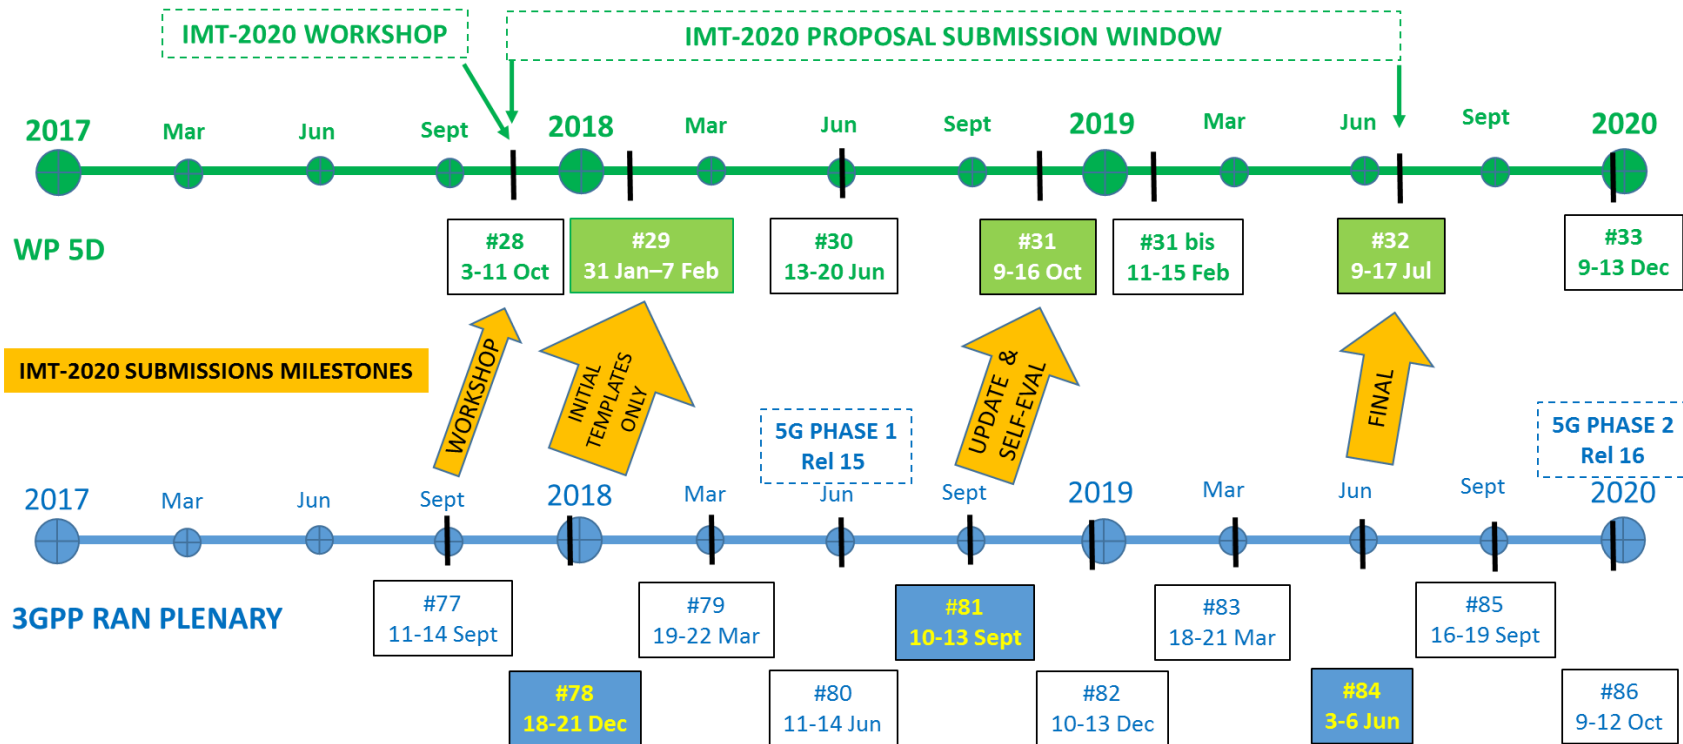 IMT-2020 WORKSHOP
IMT-2020 PROPOSAL SUBMISSION WINDOW
2017
Mar
Jun
Sept
2018
Mar
Jun
Sept
2019
Mar
Jun
Sept
2020
WP 5D
#28
3-11 Oct
#29
31 Jan–7 Feb
#30
13-20 Jun
#31
9-16 Oct
#31 bis
11-15 Feb
#32
9-17 Jul
#33
9-13 Dec
IMT-2020 SUBMISSIONS MILESTONES
WORKSHOP
INITIAL
TEMPLATES
ONLY
UPDATE &
SELF-EVAL
FINAL
5G PHASE 1
Rel 15
5G PHASE 2
Rel 16
2017
Mar
Jun
Sept
2018
Mar
Jun
Sept
2019
Mar
Jun
Sept
2020
3GPP RAN PLENARY
#77
11-14 Sept
#78
18-21 Dec
#79
19-22 Mar
#80
11-14 Jun
#81
10-13 Sept
#82
10-13 Dec
#83
18-21 Mar
#84
3-6 Jun
#85
16-19 Sept
#86
9-12 Oct